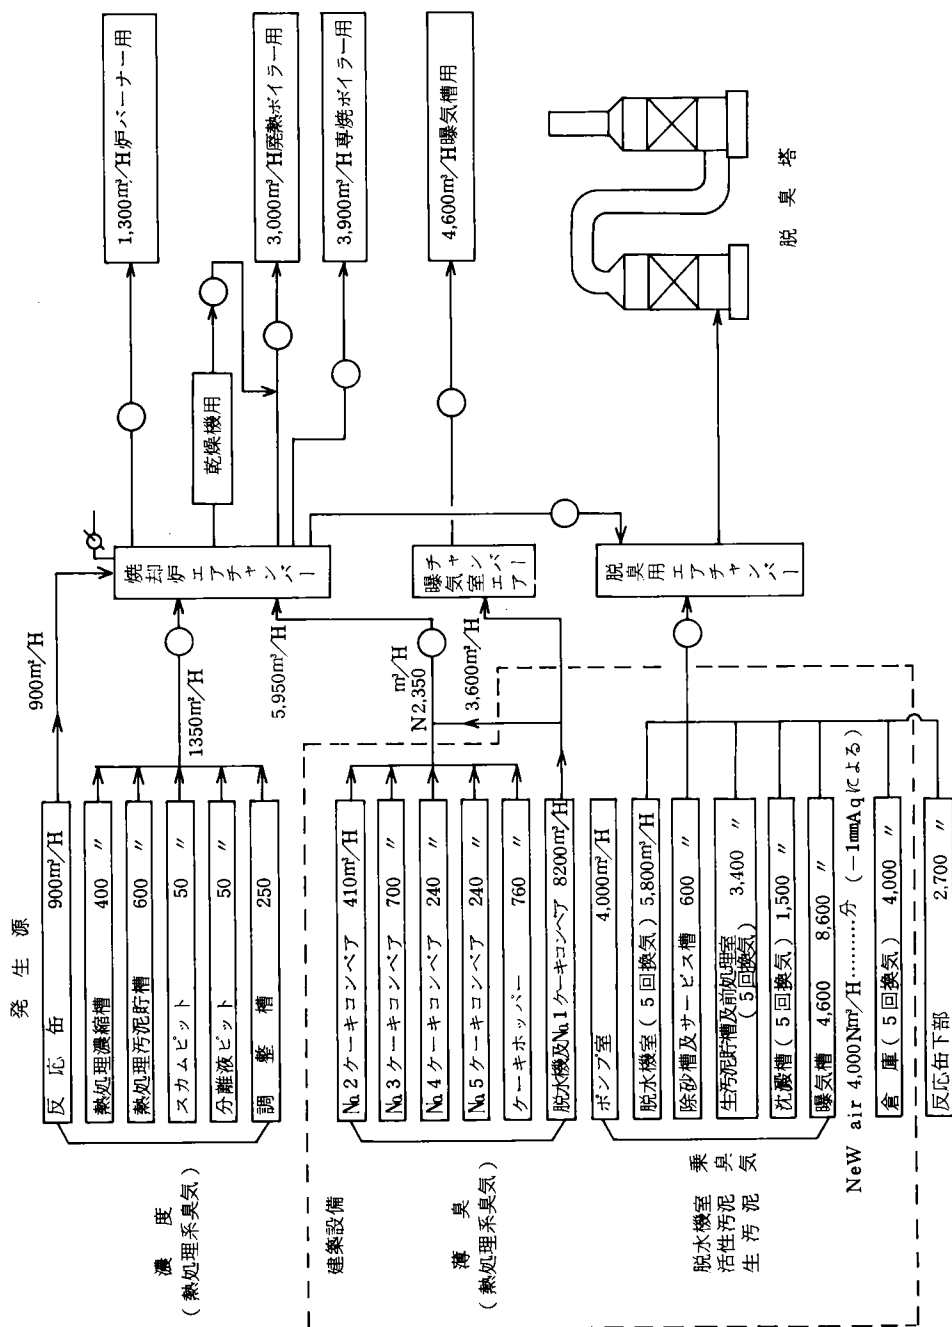 発生源
濃度
(熱処理系臭気)
反応缶 900m³/H
熱処理濃縮槽 400 〃
熱処理汚泥貯槽 600 〃
スカムピット 50 〃
分離液ピット 50 〃
調整槽 250
900m³/H
1350m³/H
5,950m³/H
建築設備
薄臭
(熱処理系臭気)
№2ケーキコンベア 410m³/H
№3ケーキコンベア 700 〃
№4ケーキコンベア 240 〃
№5ケーキコンベア 240 〃
ケーキホッパー 760 〃
脱水機及№1ケーキコンベア 8200m³/H
N2,350
m³/H
3,600m³/H
脱水機室
活性汚泥
生汚泥
乗臭気
ポンプ室 4,000m³/H
脱水機室(5回換気) 5,800m³/H
除砂槽及サービス槽 600 〃
生汚泥貯槽及前処理室
(5回換気) 3,400 〃
沈澱槽(5回換気) 1,500 〃
曝気槽 4,600 8,600 〃
NeW air 4,000Nm³/H………分(−1mmAqによる)
倉庫(5回換気) 4,000 〃
反応缶下部 2,700 〃
焼却炉エアチャンバー
曝気室エア
チャンバー
脱臭用エアチャンバー
乾燥機用
1,300m³/H炉バーナー用
3,000m³/H廃熱ボイラー用
3,900m³/H専焼ボイラー用
4,600m³/H曝気槽用
脱臭塔